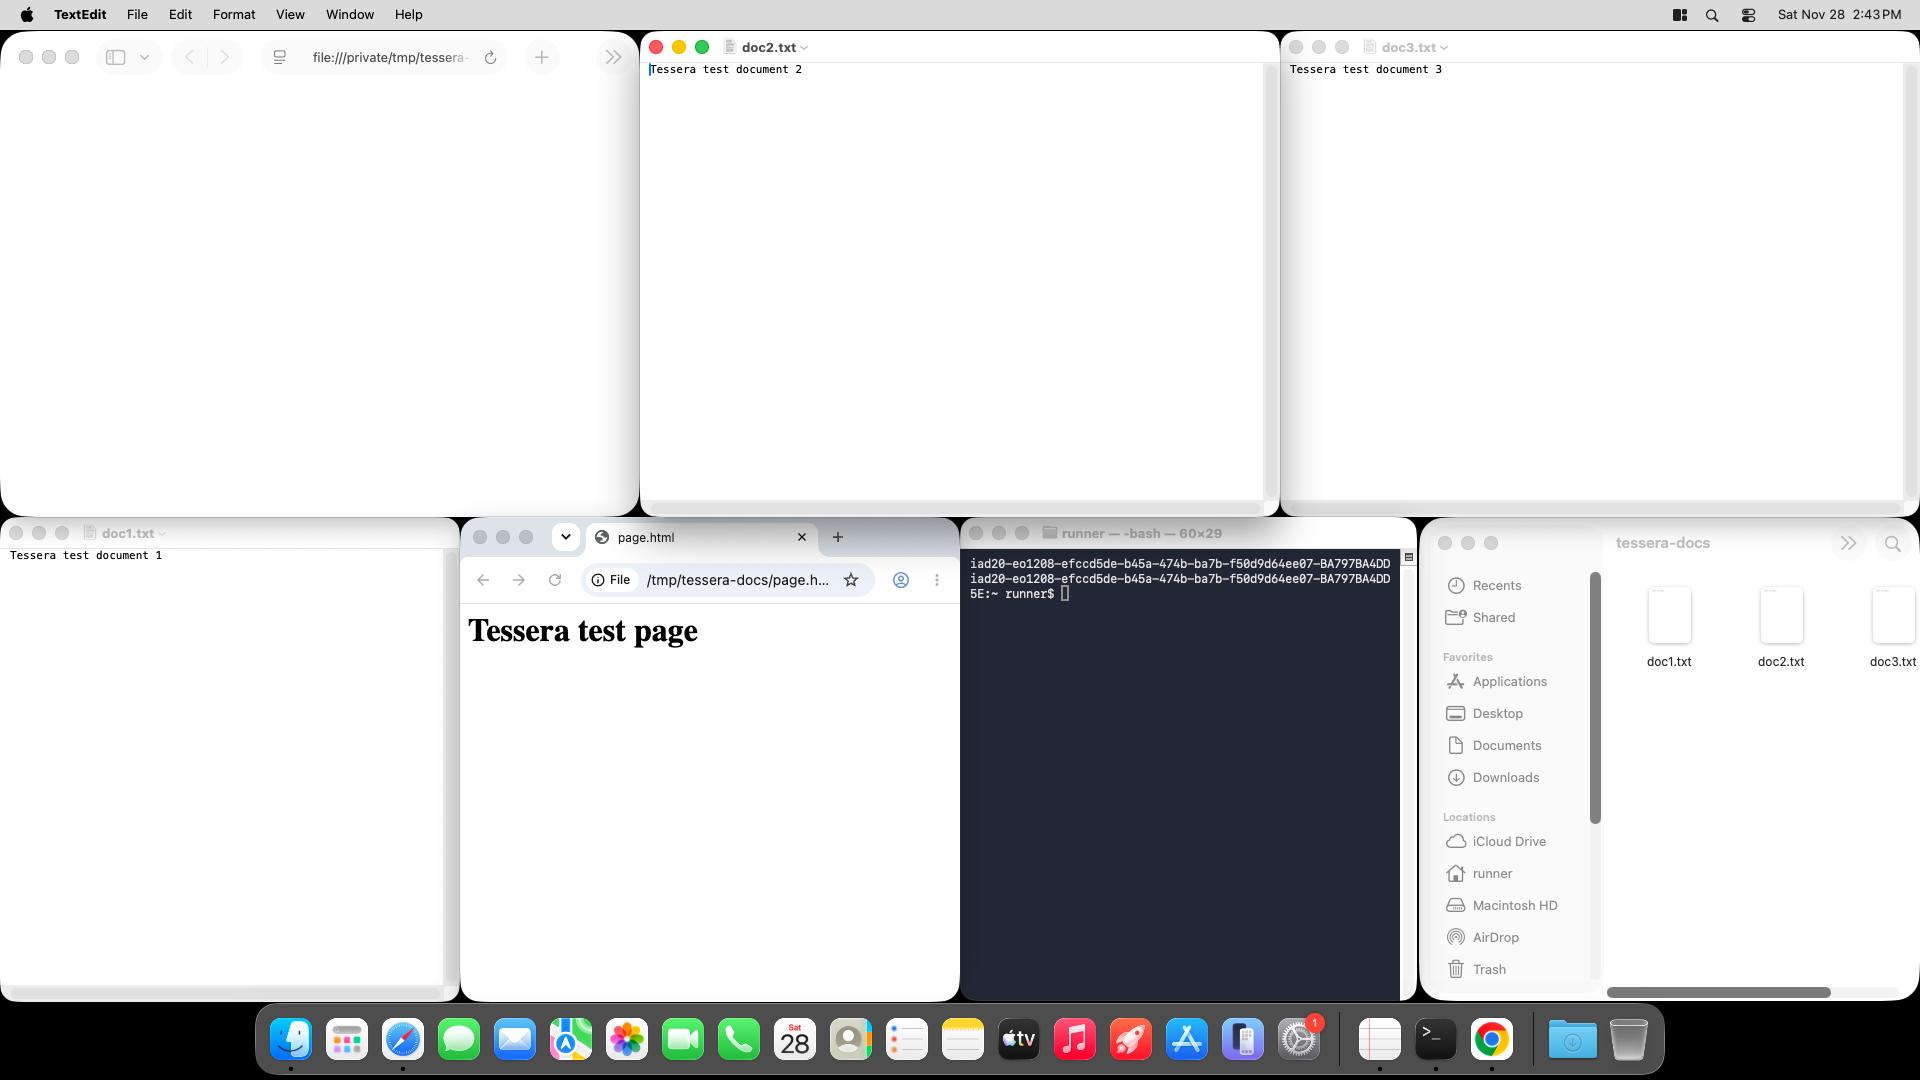 TextEdit File Edit Format View Window Help
Sat Nov 28 2:43 PM
file:///private/tmp/tessera-
doc2.txt
Tessera test document 2
doc3.txt
Tessera test document 3
doc1.txt
Tessera test document 1
page.html
File /tmp/tessera-docs/page.h...
Tessera test page
runner — -bash — 60×29
iad20-eo1208-efccd5de-b45a-474b-ba7b-f50d9d64ee07-BA797BA4DD
iad20-eo1208-efccd5de-b45a-474b-ba7b-f50d9d64ee07-BA797BA4DD
5E:~ runner$
tessera-docs
Recents
Shared
Favorites
Applications
Desktop
Documents
Downloads
Locations
iCloud Drive
runner
Macintosh HD
AirDrop
Trash
doc1.txt
doc2.txt
doc3.txt
Sat
28
tv
1
>_